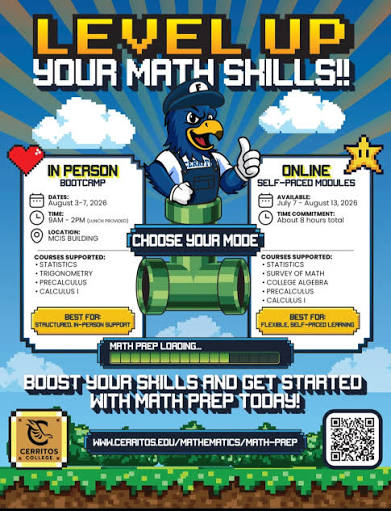 LEVEL UP
YOUR MATH SKILLS!!
F
IN PERSON
BOOTCAMP
DATES:
August 3-7, 2026
TIME:
9AM - 2PM (LUNCH PROVIDED)
LOCATION:
MCIS BUILDING
COURSES SUPPORTED:
• STATISTICS
• TRIGONOMETRY
• PRECALCULUS
• CALCULUS I
BEST FOR:
STRUCTURED, IN-PERSON SUPPORT
CHOOSE YOUR MODE
ONLINE
SELF-PACED MODULES
AVAILABLE:
July 7 - August 13, 2026
TIME COMMITMENT:
About 8 hours total
COURSES SUPPORTED:
• STATISTICS
• SURVEY OF MATH
• COLLEGE ALGEBRA
• PRECALCULUS
• CALCULUS I
BEST FOR:
FLEXIBLE, SELF-PACED LEARNING
MATH PREP LOADING...
BOOST YOUR SKILLS AND GET STARTED
WITH MATH PREP TODAY!
CERRITOS
COLLEGE
WWW.CERRITOS.EDU/MATHEMATICS/MATH-PREP